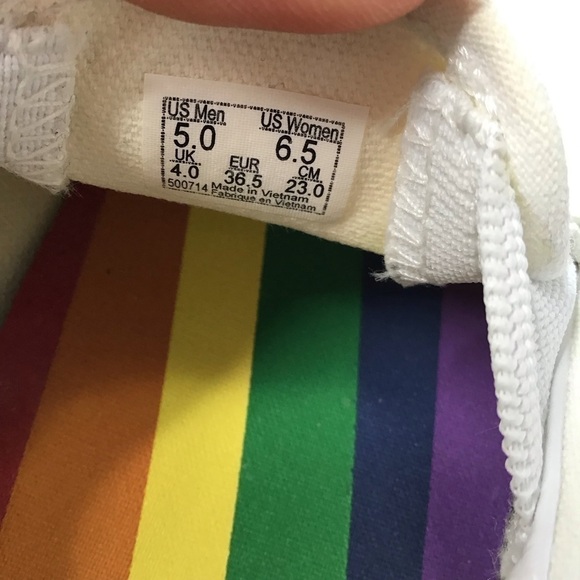 US Men US Women
5.0 6.5
UK EUR CM
4.0 36.5 23.0
500714 Made in Vietnam
Fabriqué en Vietnam